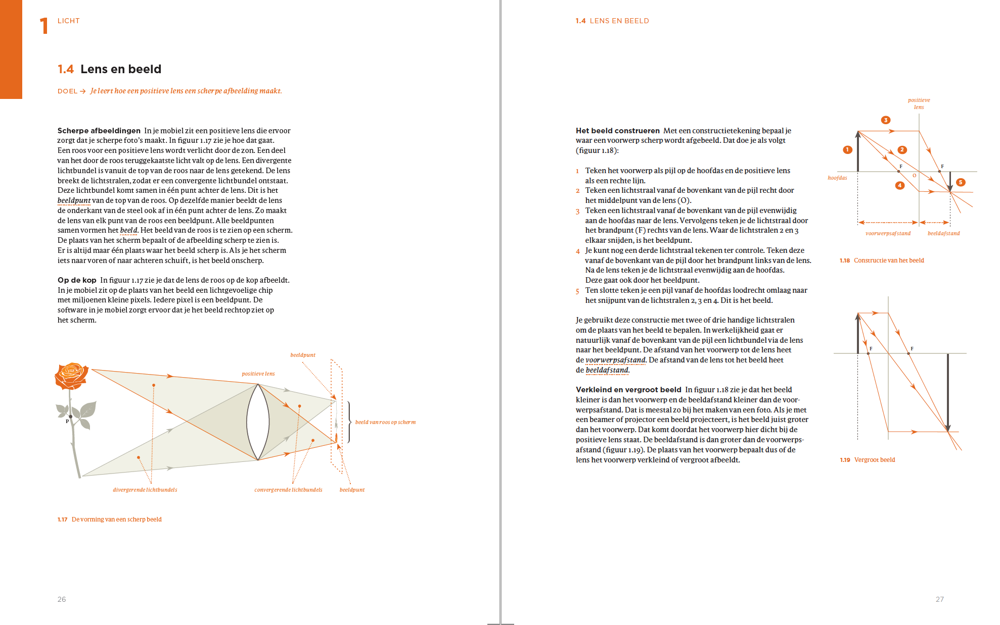 1 LICHT
1.4 Lens en beeld
DOEL → Je leert hoe een positieve lens een scherpe afbeelding maakt.
Scherpe afbeeldingen In je mobiel zit een positieve lens die ervoor
zorgt dat je scherpe foto's maakt. In figuur 1.17 zie je hoe dat gaat.
Een roos voor een positieve lens wordt verlicht door de zon. Een deel
van het door de roos teruggekaatste licht valt op de lens. Een divergente
lichtbundel is vanuit de top van de roos naar de lens getekend. De lens
breekt de lichtstralen, zodat er een convergente lichtbundel ontstaat.
Deze lichtbundel komt samen in één punt achter de lens. Dit is het
beeldpunt van de top van de roos. Op dezelfde manier beeldt de lens
de onderkant van de steel ook af in één punt achter de lens. Zo maakt
de lens van elk punt van de roos een beeldpunt. Alle beeldpunten
samen vormen het beeld. Het beeld van de roos is te zien op een scherm.
De plaats van het scherm bepaalt of de afbeelding scherp te zien is.
Er is altijd maar één plaats waar het beeld scherp is. Als je het scherm
iets naar voren of naar achteren schuift, is het beeld onscherp.
Op de kop In figuur 1.17 zie je dat de lens de roos op de kop afbeeldt.
In je mobiel zit op de plaats van het beeld een lichtgevoelige chip
met miljoenen kleine pixels. Iedere pixel is een beeldpunt. De
software in je mobiel zorgt ervoor dat je het beeld rechtop ziet op
het scherm.
beeldpunt
positieve lens
P
beeld van roos op scherm
divergerende lichtbundels
convergerende lichtbundels
beeldpunt
1.17 De vorming van een scherp beeld
26
1.4 LENS EN BEELD
Het beeld construeren Met een constructietekening bepaal je
waar een voorwerp scherp wordt afgebeeld. Dat doe je als volgt
(figuur 1.18):
1 Teken het voorwerp als pijl op de hoofdas en de positieve lens
als een rechte lijn.
2 Teken een lichtstraal vanaf de bovenkant van de pijl recht door
het middelpunt van de lens (O).
3 Teken een lichtstraal vanaf de bovenkant van de pijl evenwijdig
aan de hoofdas naar de lens. Vervolgens teken je de lichtstraal door
het brandpunt (F) rechts van de lens. Waar de lichtstralen 2 en 3
elkaar snijden, is het beeldpunt.
4 Je kunt nog een derde lichtstraal tekenen ter controle. Teken deze
vanaf de bovenkant van de pijl door het brandpunt links van de lens.
Na de lens teken je de lichtstraal evenwijdig aan de hoofdas.
Deze gaat ook door het beeldpunt.
5 Ten slotte teken je een pijl vanaf de hoofdas loodrecht omlaag naar
het snijpunt van de lichtstralen 2, 3 en 4. Dit is het beeld.
Je gebruikt deze constructie met twee of drie handige lichtstralen
om de plaats van het beeld te bepalen. In werkelijkheid gaat er
natuurlijk vanaf de bovenkant van de pijl een lichtbundel via de lens
naar het beeldpunt. De afstand van het voorwerp tot de lens heet
de voorwerpsafstand. De afstand van de lens tot het beeld heet
de beeldafstand.
Verkleind en vergroot beeld In figuur 1.18 zie je dat het beeld
kleiner is dan het voorwerp en de beeldafstand kleiner dan de voor-
werpsafstand. Dat is meestal zo bij het maken van een foto. Als je met
een beamer of projector een beeld projecteert, is het beeld juist groter
dan het voorwerp. Dat komt doordat het voorwerp hier dicht bij de
positieve lens staat. De beeldafstand is dan groter dan de voorwerps-
afstand (figuur 1.19). De plaats van het voorwerp bepaalt dus of de
lens het voorwerp verkleind of vergroot afbeeldt.
positieve
lens
3
1
2
F
F
O
hoofdas
4
5
voorwerpsafstand
beeldafstand
1.18 Constructie van het beeld
F
F
1.19 Vergroot beeld
27